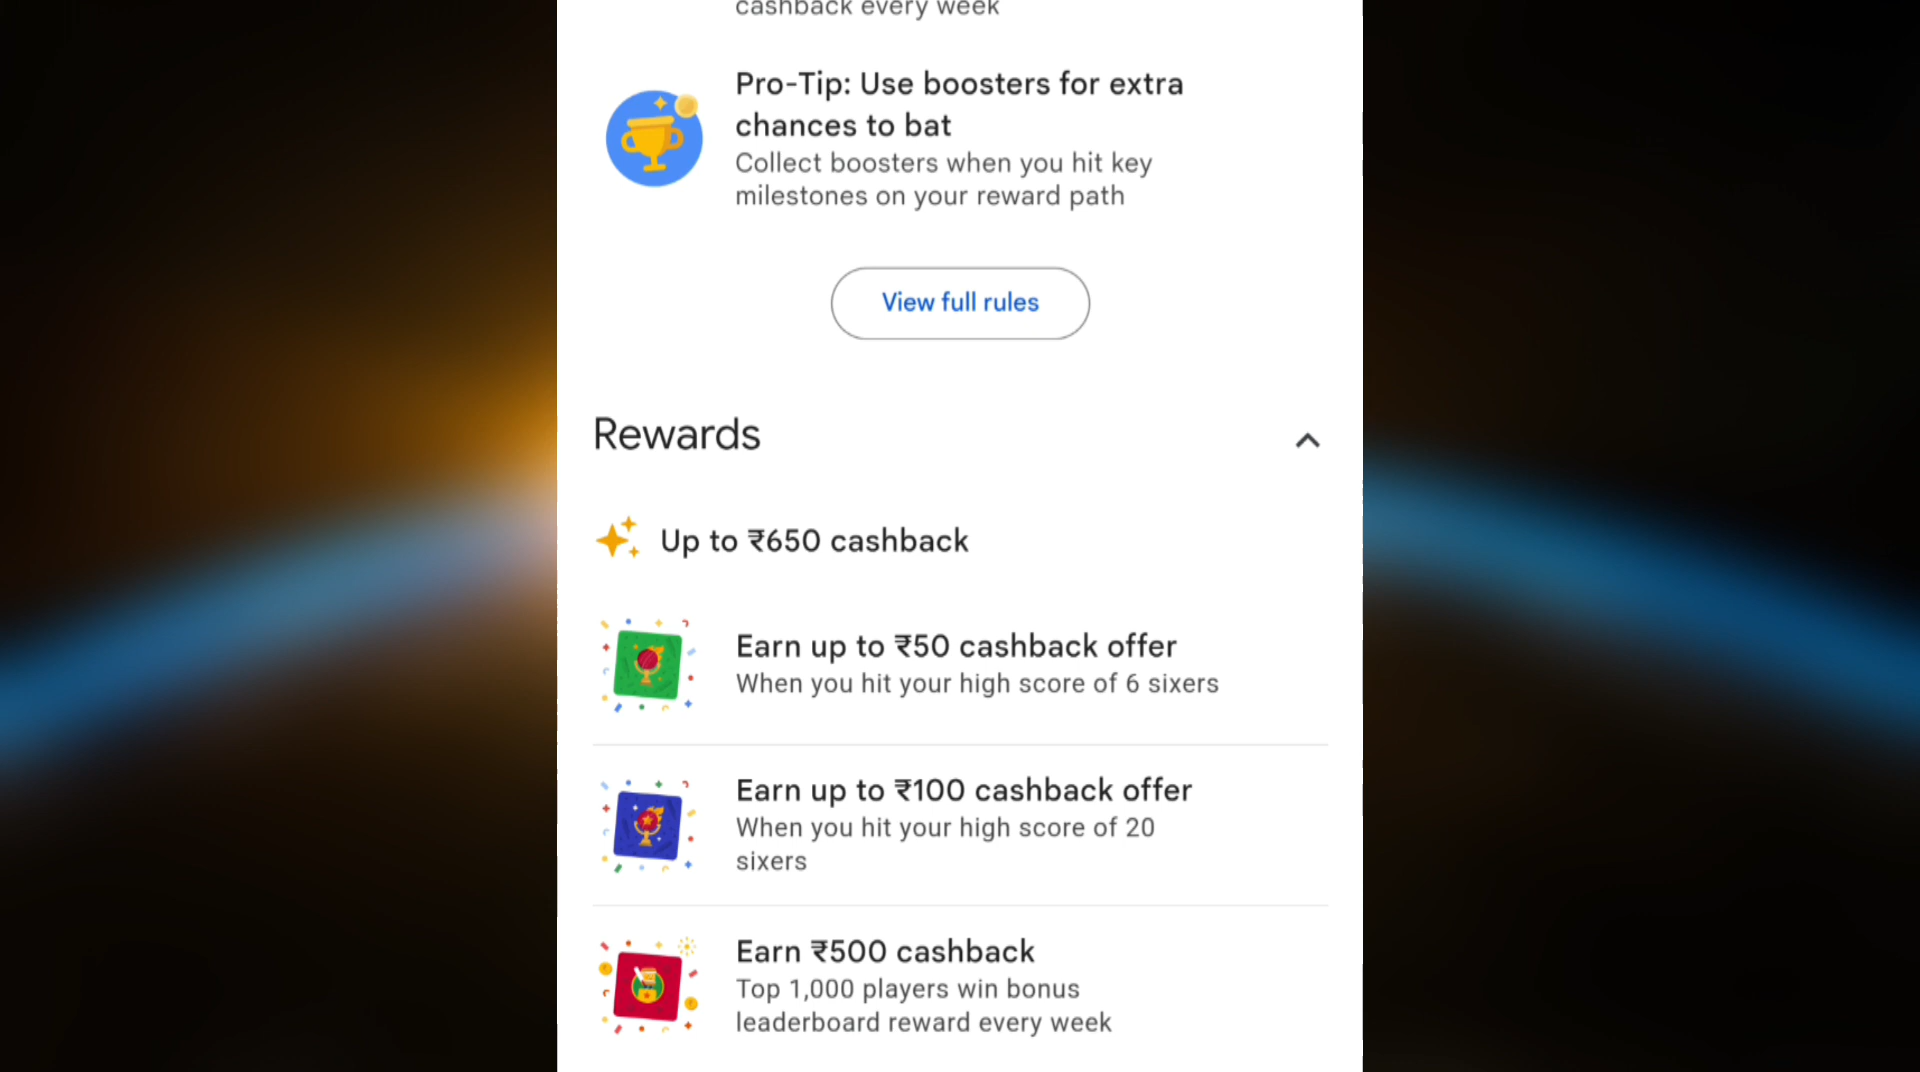 cashback every week
Pro-Tip: Use boosters for extra
chances to bat
Collect boosters when you hit key
milestones on your reward path
View full rules
Rewards
Up to ₹650 cashback
Earn up to ₹50 cashback offer
When you hit your high score of 6 sixers
Earn up to ₹100 cashback offer
When you hit your high score of 20
sixers
Earn ₹500 cashback
Top 1,000 players win bonus
leaderboard reward every week